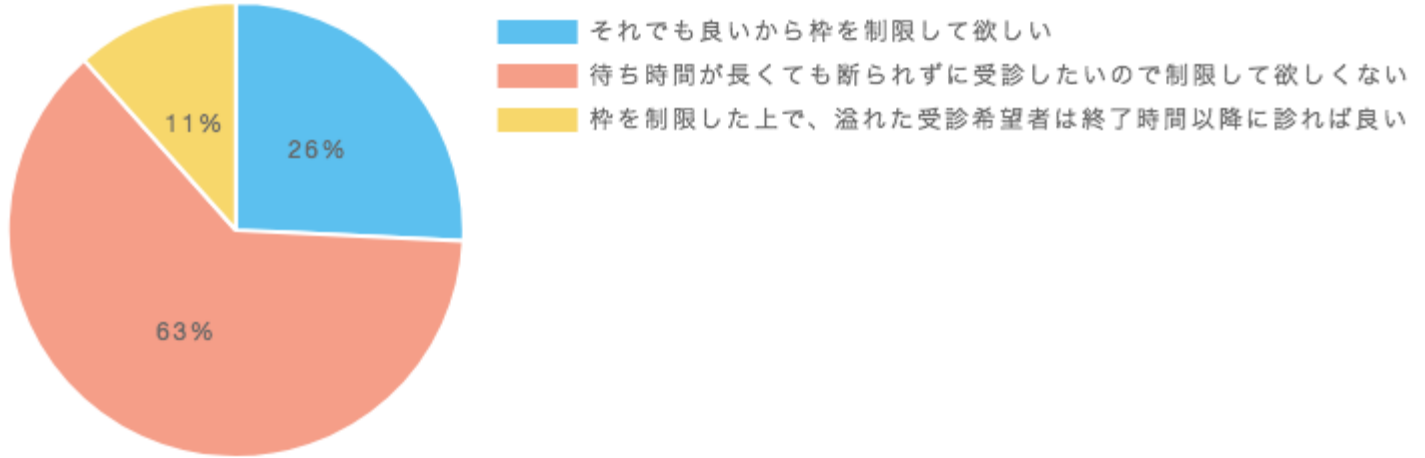 それでも良いから枠を制限して欲しい
待ち時間が長くても断られずに受診したいので制限して欲しくない
枠を制限した上で、溢れた受診希望者は終了時間以降に診れば良い
11%
26%
63%